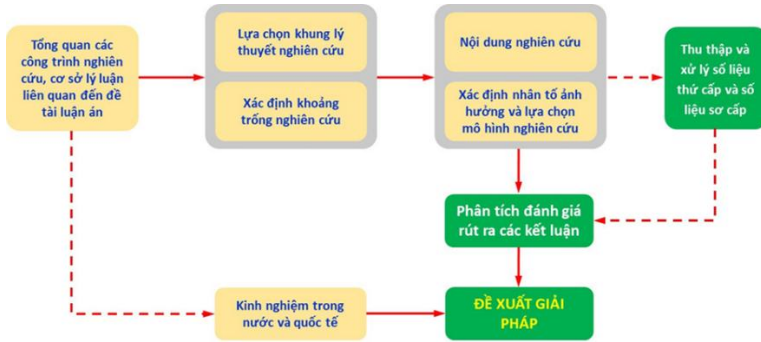 Tổng quan các
công trình nghiên
cứu, cơ sở lý luận
liên quan đến đề
tài luận án
Lựa chọn khung lý
thuyết nghiên cứu
Xác định khoảng
trống nghiên cứu
Nội dung nghiên cứu
Xác định nhân tố ảnh
hưởng và lựa chọn
mô hình nghiên cứu
Thu thập và
xử lý số liệu
thứ cấp và số
liệu sơ cấp
Phân tích đánh giá
rút ra các kết luận
Kinh nghiệm trong
nước và quốc tế
ĐỀ XUẤT GIẢI
PHÁP